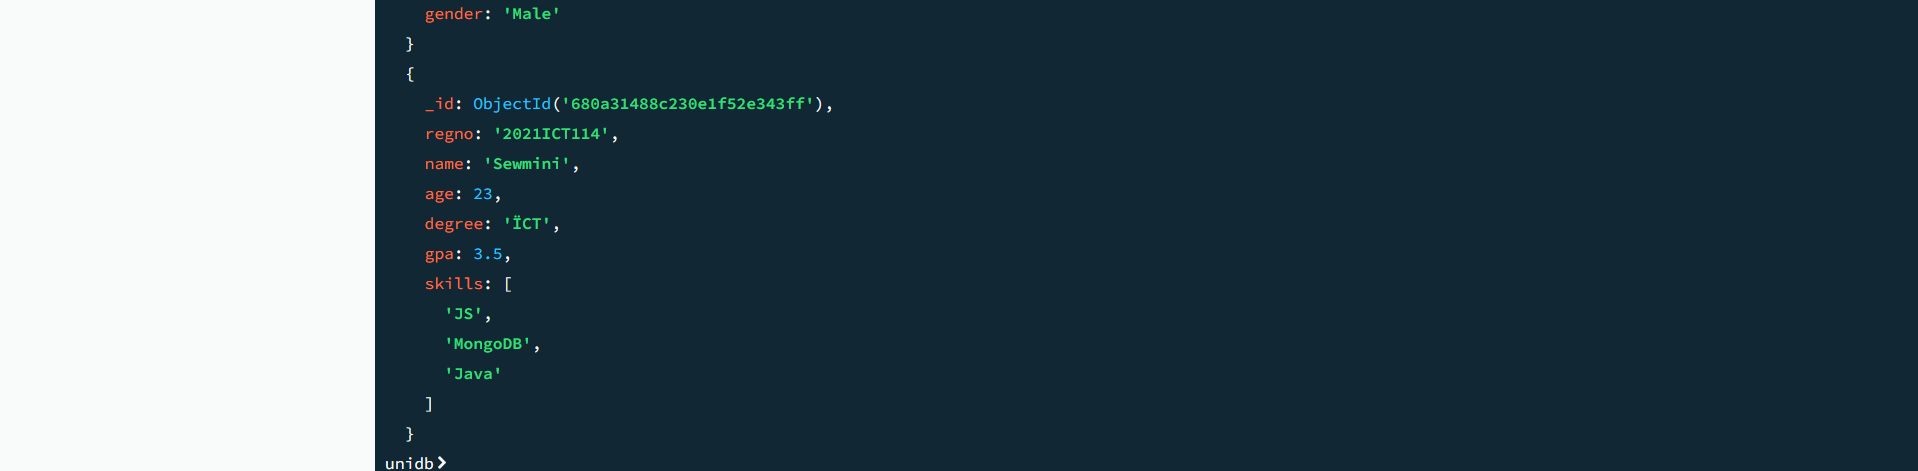 gender: 'Male'
}
{
_id: ObjectId('680a31488c230e1f52e343ff'),
regno: '2021ICT114',
name: 'Sewmini',
age: 23,
degree: 'ÏCT',
gpa: 3.5,
skills: [
'JS',
'MongoDB',
'Java'
]
}
unidb>